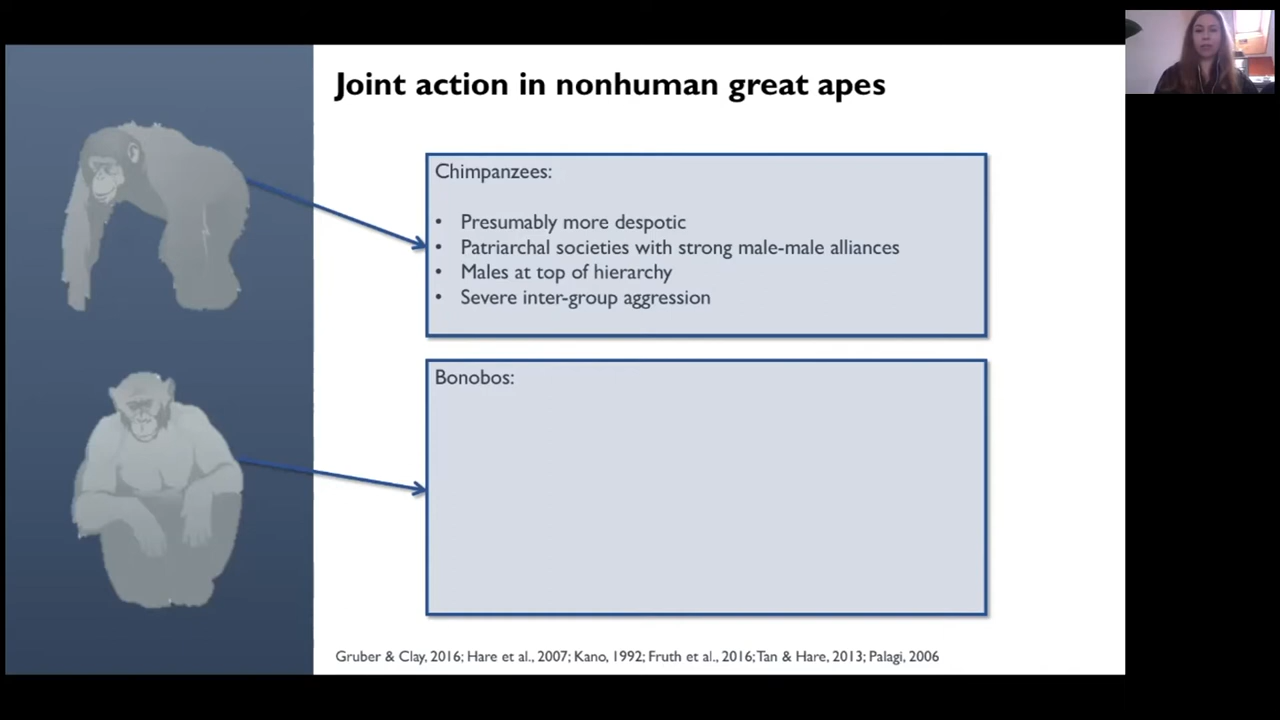 Joint action in nonhuman great apes
Chimpanzees:
• Presumably more despotic
• Patriarchal societies with strong male-male alliances
• Males at top of hierarchy
• Severe inter-group aggression
Bonobos:
Gruber & Clay, 2016; Hare et al., 2007; Kano, 1992; Fruth et al., 2016; Tan & Hare, 2013; Palagi, 2006